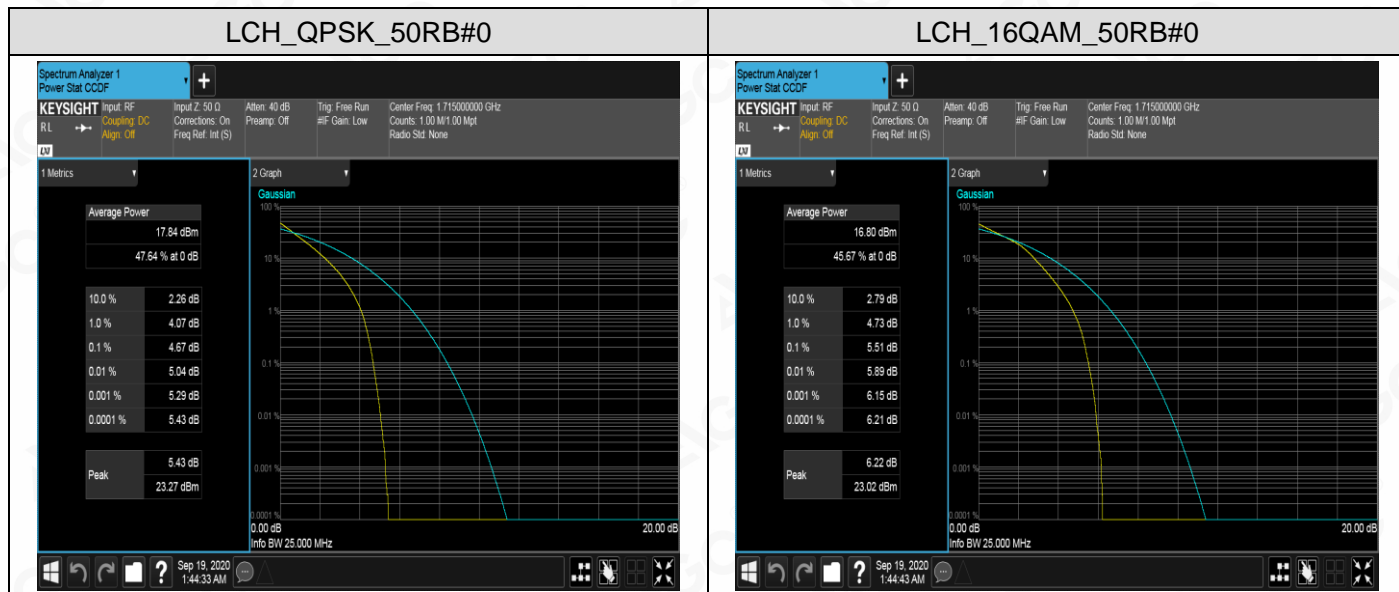 LCH_QPSK_50RB#0
Spectrum Analyzer 1
Power Stat CCDF
KEYSIGHT
RL
LXI
Input: RF
Coupling: DC
Align: Off
Input Z: 50 Ω
Corrections: On
Freq Ref: Int (S)
Atten: 40 dB
Preamp: Off
Trig: Free Run
#IF Gain: Low
Center Freq: 1.715000000 GHz
Counts: 1.00 M/1.00 Mpt
Radio Std: None
1 Metrics
Average Power
17.84 dBm
47.64 % at 0 dB
10.0 % 2.26 dB
1.0 % 4.07 dB
0.1 % 4.67 dB
0.01 % 5.04 dB
0.001 % 5.29 dB
0.0001 % 5.43 dB
Peak
5.43 dB
23.27 dBm
2 Graph
Gaussian
100 %
10 %
1 %
0.1 %
0.01 %
0.001 %
0.0001 %
0.00 dB 20.00 dB
Info BW 25.000 MHz
Sep 19, 2020
1:44:33 AM
LCH_16QAM_50RB#0
Spectrum Analyzer 1
Power Stat CCDF
KEYSIGHT
RL
LXI
Input: RF
Coupling: DC
Align: Off
Input Z: 50 Ω
Corrections: On
Freq Ref: Int (S)
Atten: 40 dB
Preamp: Off
Trig: Free Run
#IF Gain: Low
Center Freq: 1.715000000 GHz
Counts: 1.00 M/1.00 Mpt
Radio Std: None
1 Metrics
Average Power
16.80 dBm
45.67 % at 0 dB
10.0 % 2.79 dB
1.0 % 4.73 dB
0.1 % 5.51 dB
0.01 % 5.89 dB
0.001 % 6.15 dB
0.0001 % 6.21 dB
Peak
6.22 dB
23.02 dBm
2 Graph
Gaussian
100 %
10 %
1 %
0.1 %
0.01 %
0.001 %
0.0001 %
0.00 dB 20.00 dB
Info BW 25.000 MHz
Sep 19, 2020
1:44:43 AM